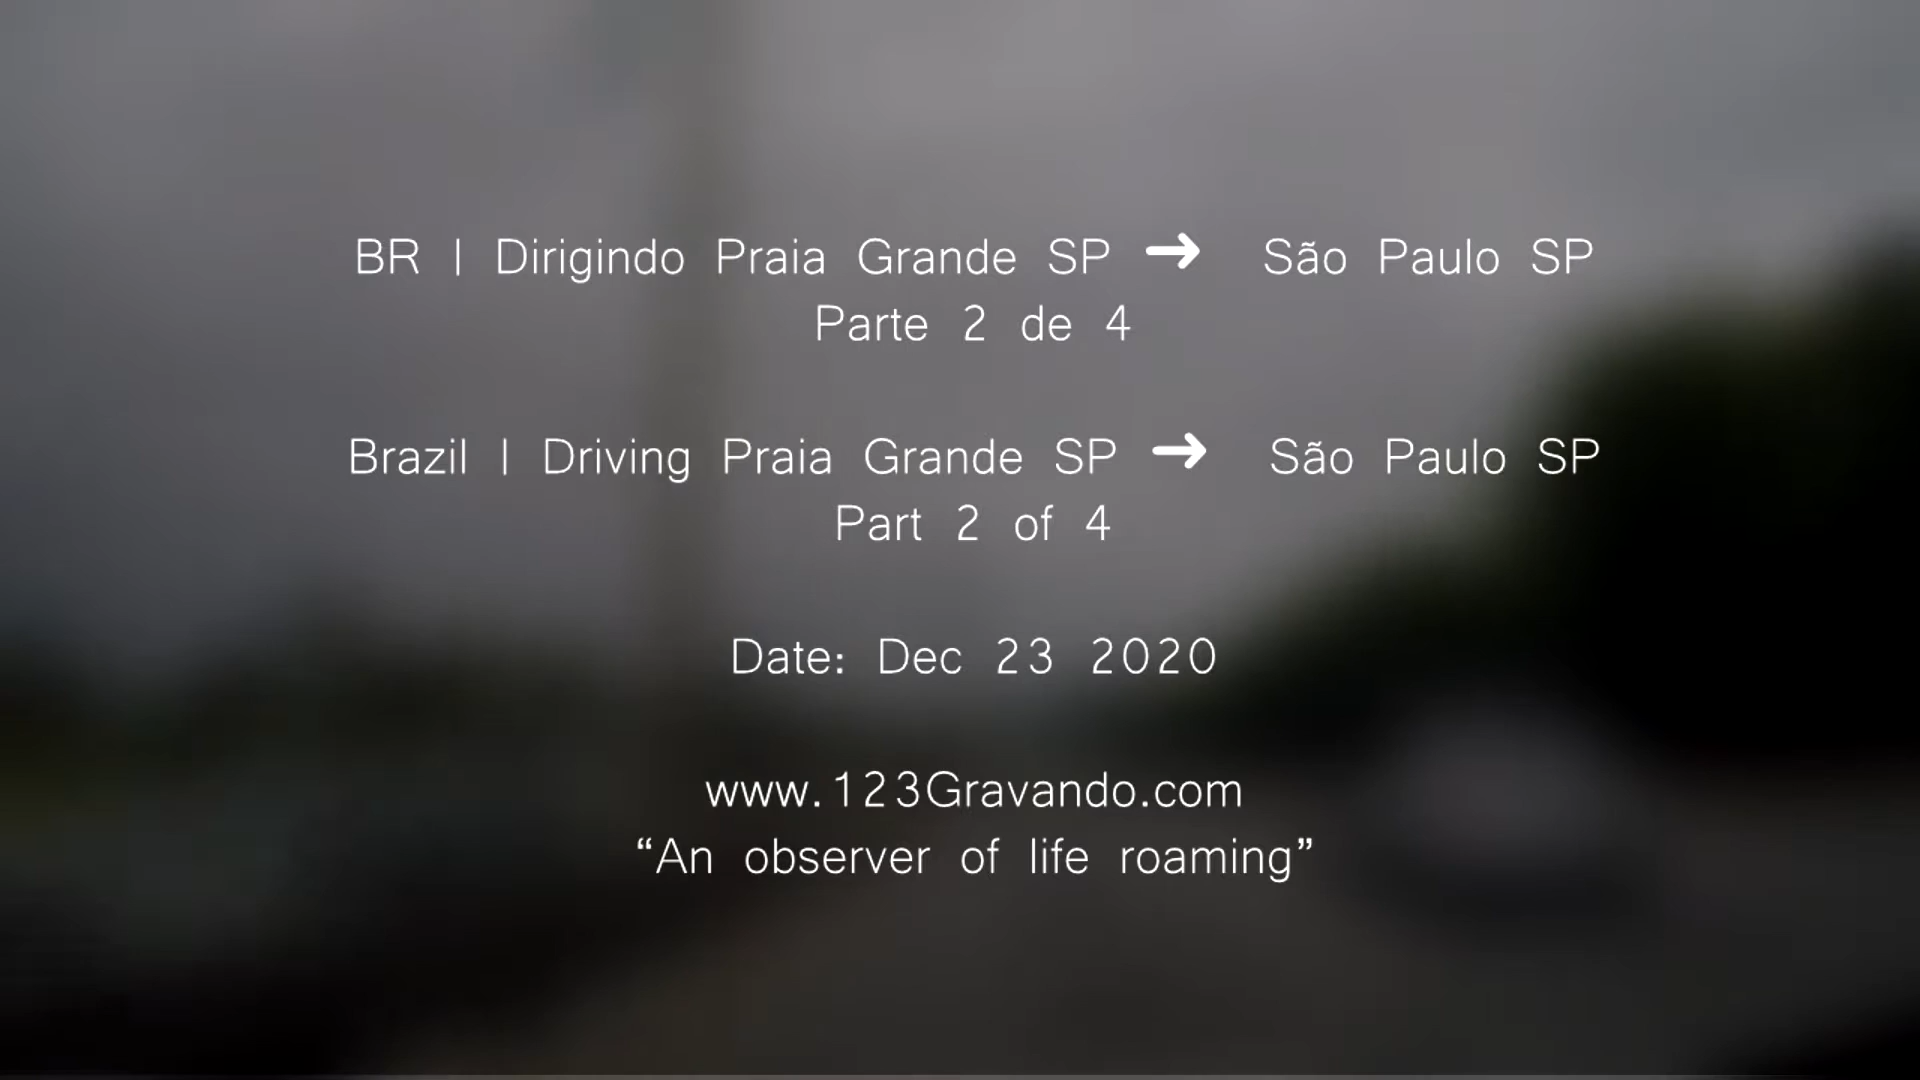 BR | Dirigindo Praia Grande SP ➜ São Paulo SP
Parte 2 de 4
Brazil | Driving Praia Grande SP ➜ São Paulo SP
Part 2 of 4
Date: Dec 23 2020
www.123Gravando.com
“An observer of life roaming”